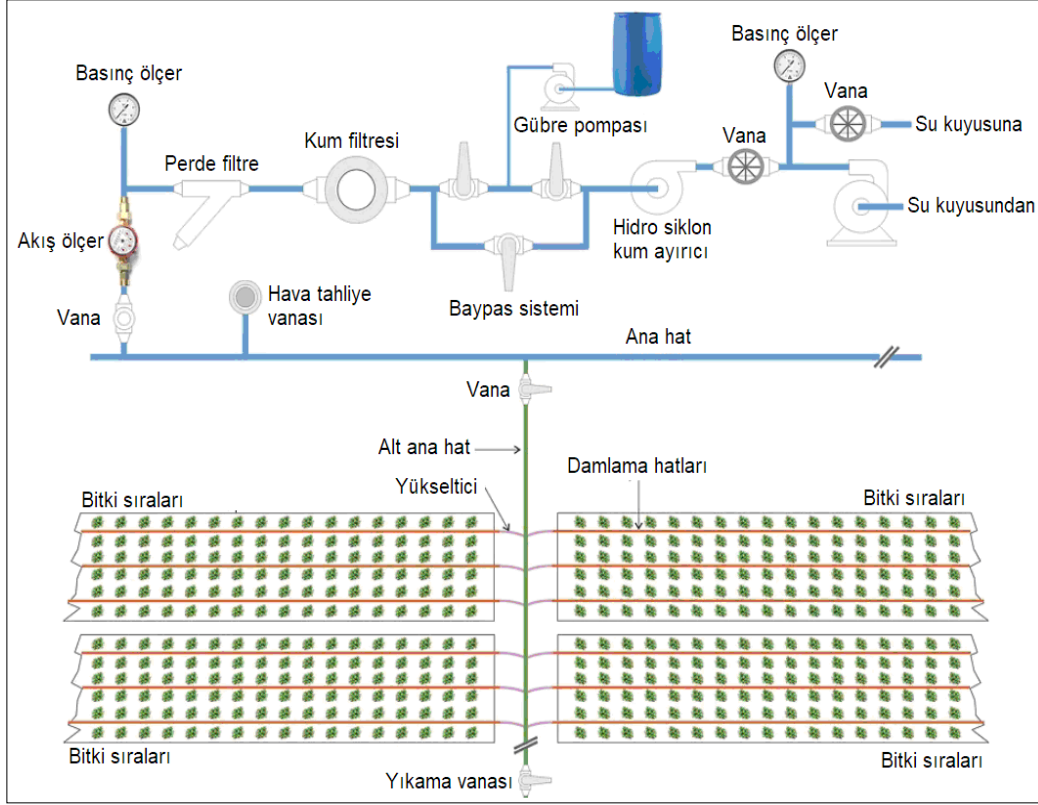 Basınç ölçer
Basınç ölçer
Vana
Su kuyusuna
Gübre pompası
Vana
Kum filtresi
Perde filtre
Su kuyusundan
Hidro siklon
kum ayırıcı
Akış ölçer
Hava tahliye
vanası
Baypas sistemi
Vana
Ana hat
Vana
Alt ana hat
Damlama hatları
Yükseltici
Bitki sıraları
Bitki sıraları
Bitki sıraları
Bitki sıraları
Yıkama vanası